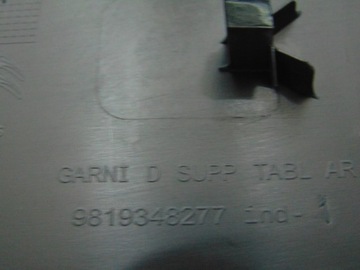 GARNI D SUPP TABL AR
9819348277 ind-